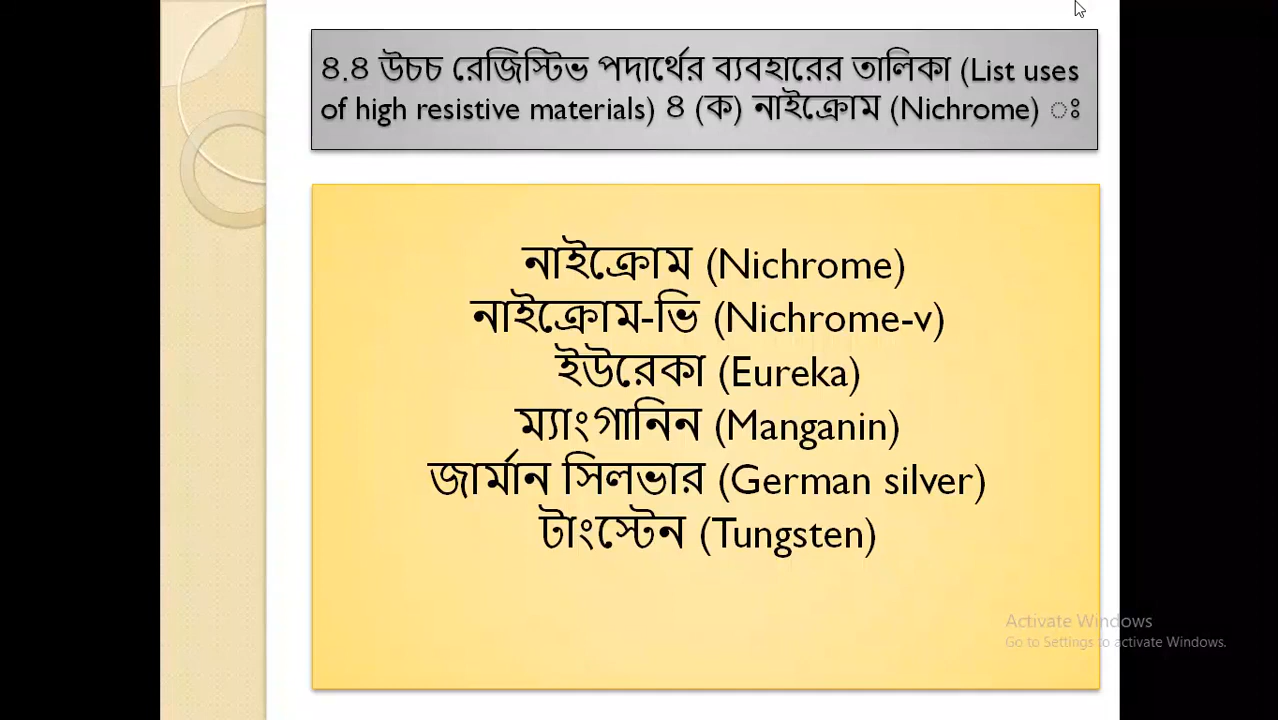 ৪.৪ উচচ রেজিস্টিভ পদার্থের ব্যবহারের তালিকা (List uses
of high resistive materials) ৪ (ক) নাইক্রোম (Nichrome) ঃ
নাইক্রোম (Nichrome)
নাইক্রোম-ভি (Nichrome-v)
ইউরেকা (Eureka)
ম্যাংগানিন (Manganin)
জার্মান সিলভার (German silver)
টাংস্টেন (Tungsten)
Activate Windows
Go to Settings to activate Windows.